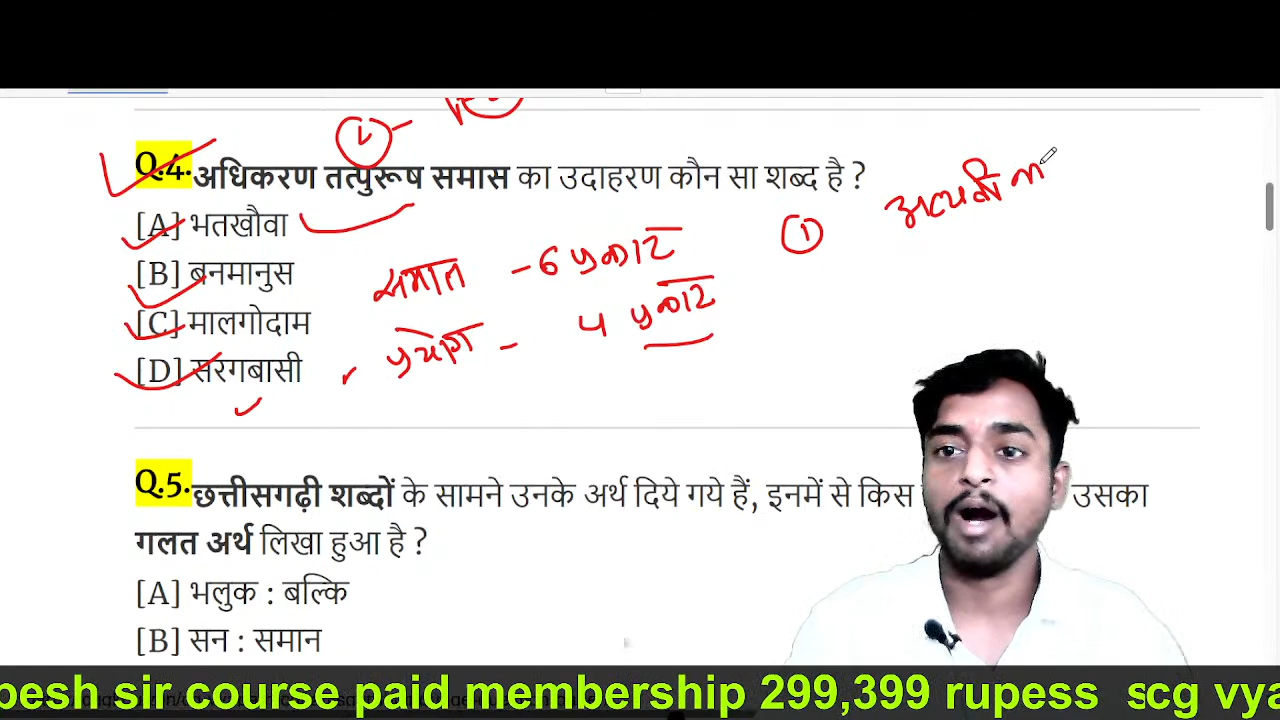 Q.4. अधिकरण तत्पुरूष समास का उदाहरण कौन सा शब्द है ?
[A] भतखौवा
[B] बनमानुस
[C] मालगोदाम
[D] सरगबासी
समास - 6 प्रकार
प्रयोग - 4 प्रकार
①
Q.5. छत्तीसगढ़ी शब्दों के सामने उनके अर्थ दिये गये हैं, इनमें से किस उसका
गलत अर्थ लिखा हुआ है ?
[A] भलुक : बल्कि
[B] सन : समान
pesh sir course paid membership 299,399 rupess scg vya